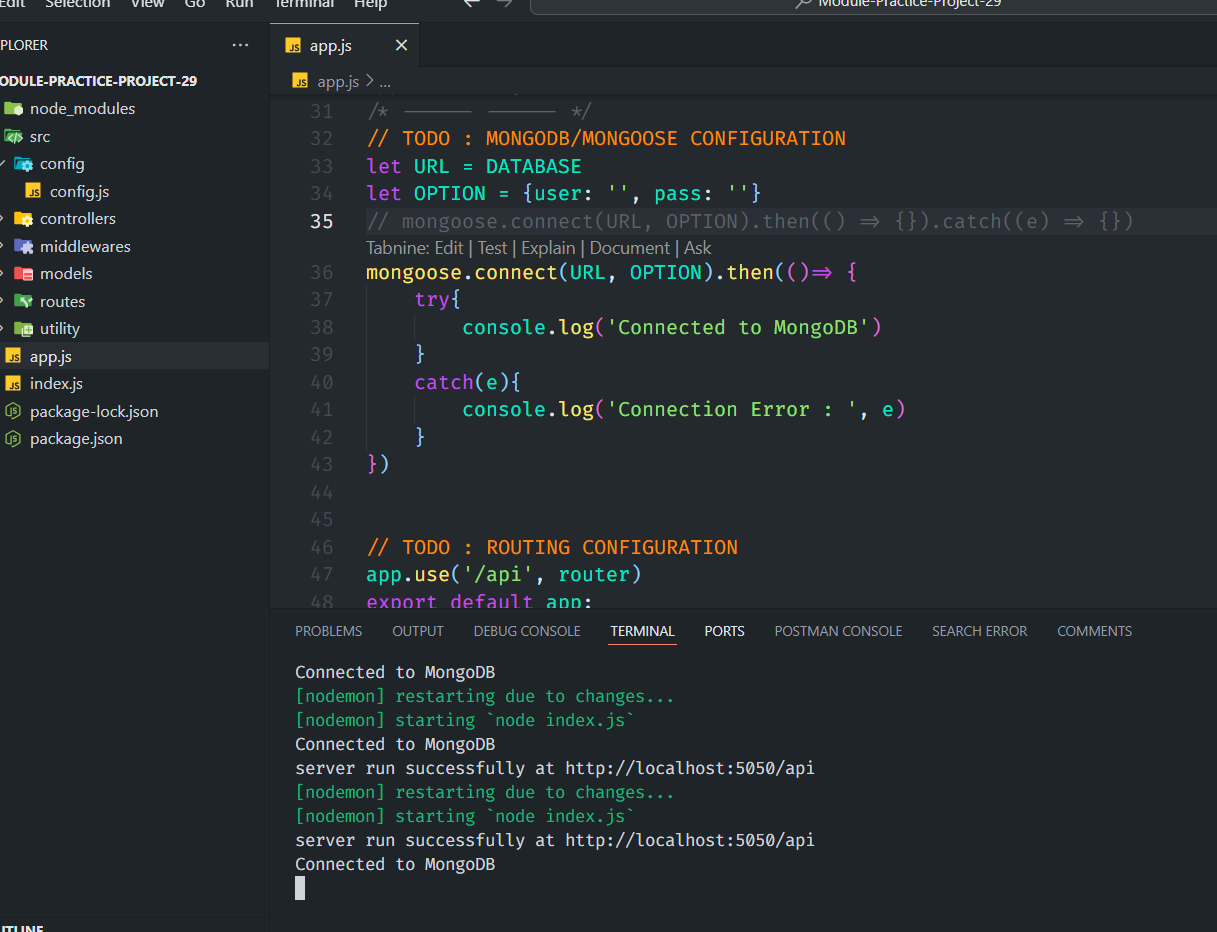 Edit Selection View Go Run Terminal Help
Module-Practice-Project-29
PLORER
...
ODULE-PRACTICE-PROJECT-29
node_modules
src
config
config.js
controllers
middlewares
models
routes
utility
app.js
index.js
package-lock.json
package.json
UTLINE
JS app.js ×
JS app.js > ...
31 /* ——— ——— */
32 // TODO : MONGODB/MONGOOSE CONFIGURATION
33 let URL = DATABASE
34 let OPTION = {user: '', pass: ''}
35 // mongoose.connect(URL, OPTION).then(() => {}).catch((e) => {})
Tabnine: Edit | Test | Explain | Document | Ask
36 mongoose.connect(URL, OPTION).then(()=> {
37 try{
38 console.log('Connected to MongoDB')
39 }
40 catch(e){
41 console.log('Connection Error : ', e)
42 }
43 })
44
45
46 // TODO : ROUTING CONFIGURATION
47 app.use('/api', router)
48 export default app;
PROBLEMS OUTPUT DEBUG CONSOLE TERMINAL PORTS POSTMAN CONSOLE SEARCH ERROR COMMENTS
Connected to MongoDB
[nodemon] restarting due to changes...
[nodemon] starting `node index.js`
Connected to MongoDB
server run successfully at http://localhost:5050/api
[nodemon] restarting due to changes...
[nodemon] starting `node index.js`
server run successfully at http://localhost:5050/api
Connected to MongoDB